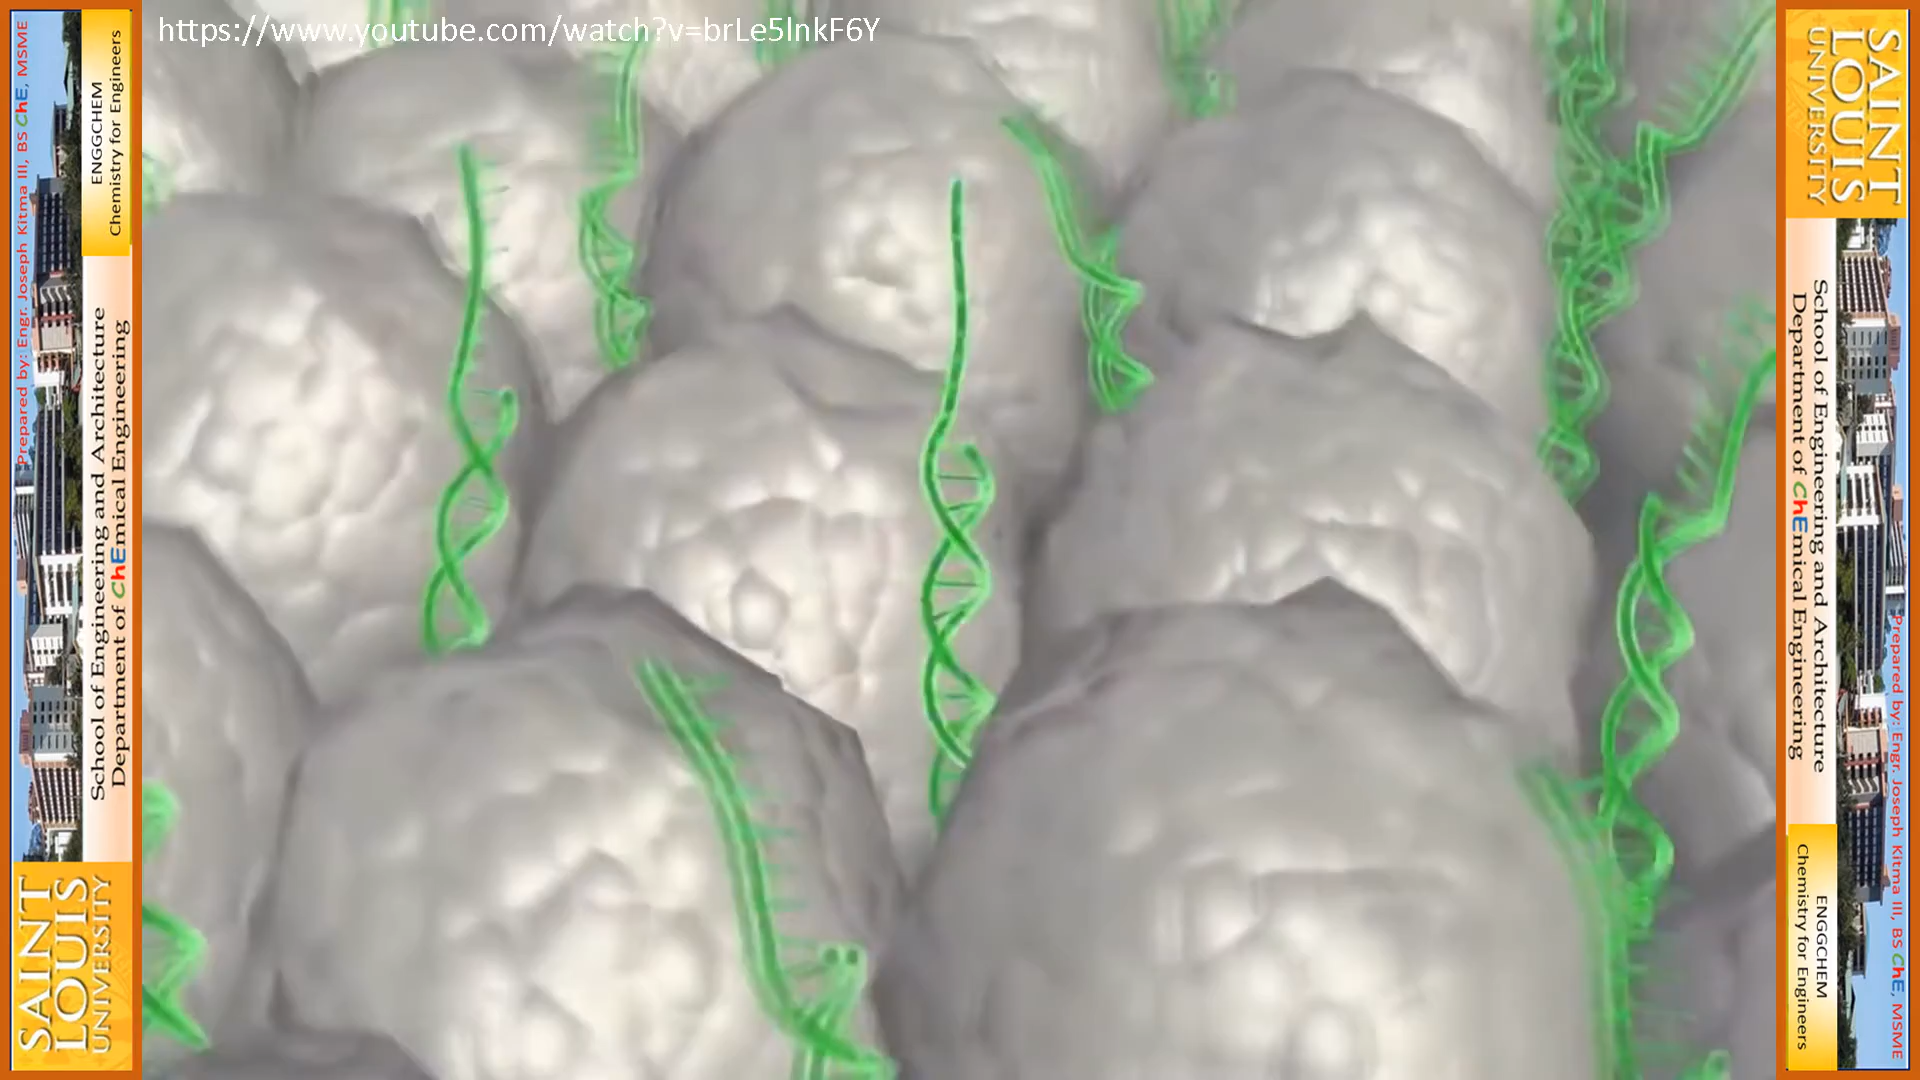 https://www.youtube.com/watch?v=brLe5lnkF6Y
Prepared by: Engr. Joseph Kitma III, BS ChE, MSME
ENGGCHEM
Chemistry for Engineers
School of Engineering and Architecture
Department of ChEmical Engineering
SAINT
LOUIS
UNIVERSITY
SAINT
LOUIS
UNIVERSITY
School of Engineering and Architecture
Department of ChEmical Engineering
ENGGCHEM
Chemistry for Engineers
Prepared by: Engr. Joseph Kitma III, BS ChE, MSME